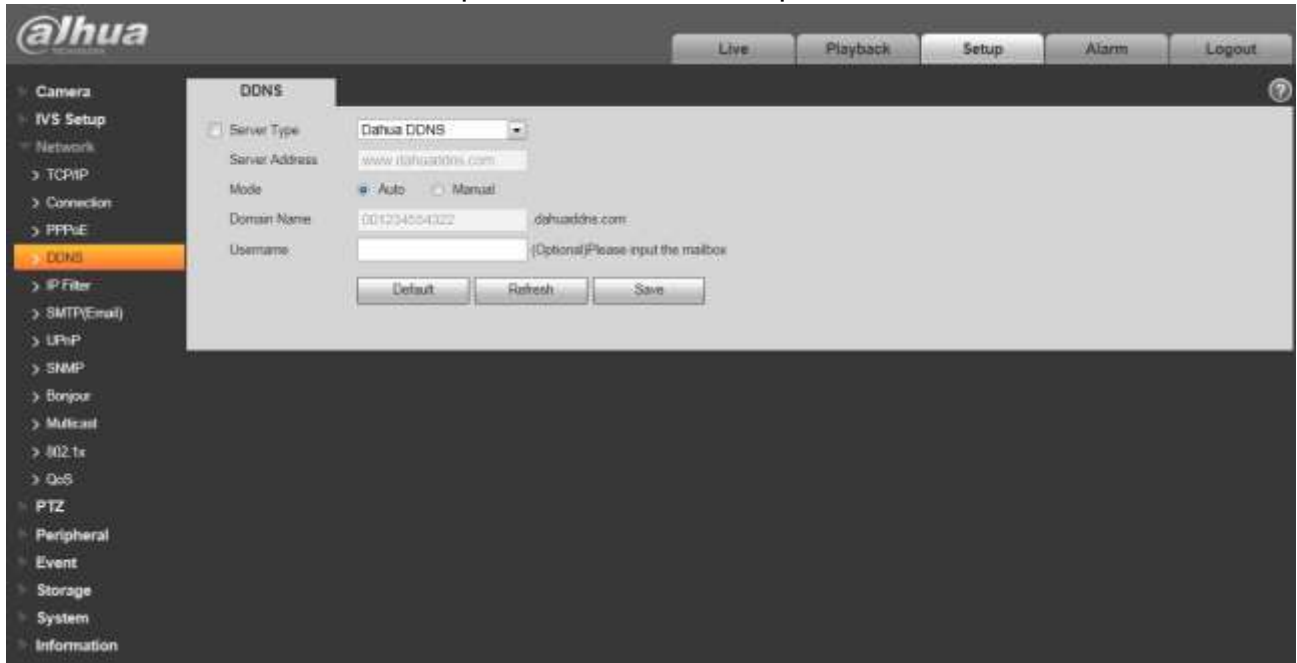 alhua
TECHNOLOGY
Live Playback Setup Alarm Logout
Camera
IVS Setup
Network
TCP/IP
Connection
PPPoE
DDNS
IP Filter
SMTP(Email)
UPnP
SNMP
Bonjour
Multicast
802.1x
QoS
PTZ
Peripheral
Event
Storage
System
Information
DDNS
?
Server Type Dahua DDNS
Server Address www.dahuaddns.com
Mode Auto Manual
Domain Name dahuaddns.com
Username (Optional)Please input the mailbox
Default Refresh Save